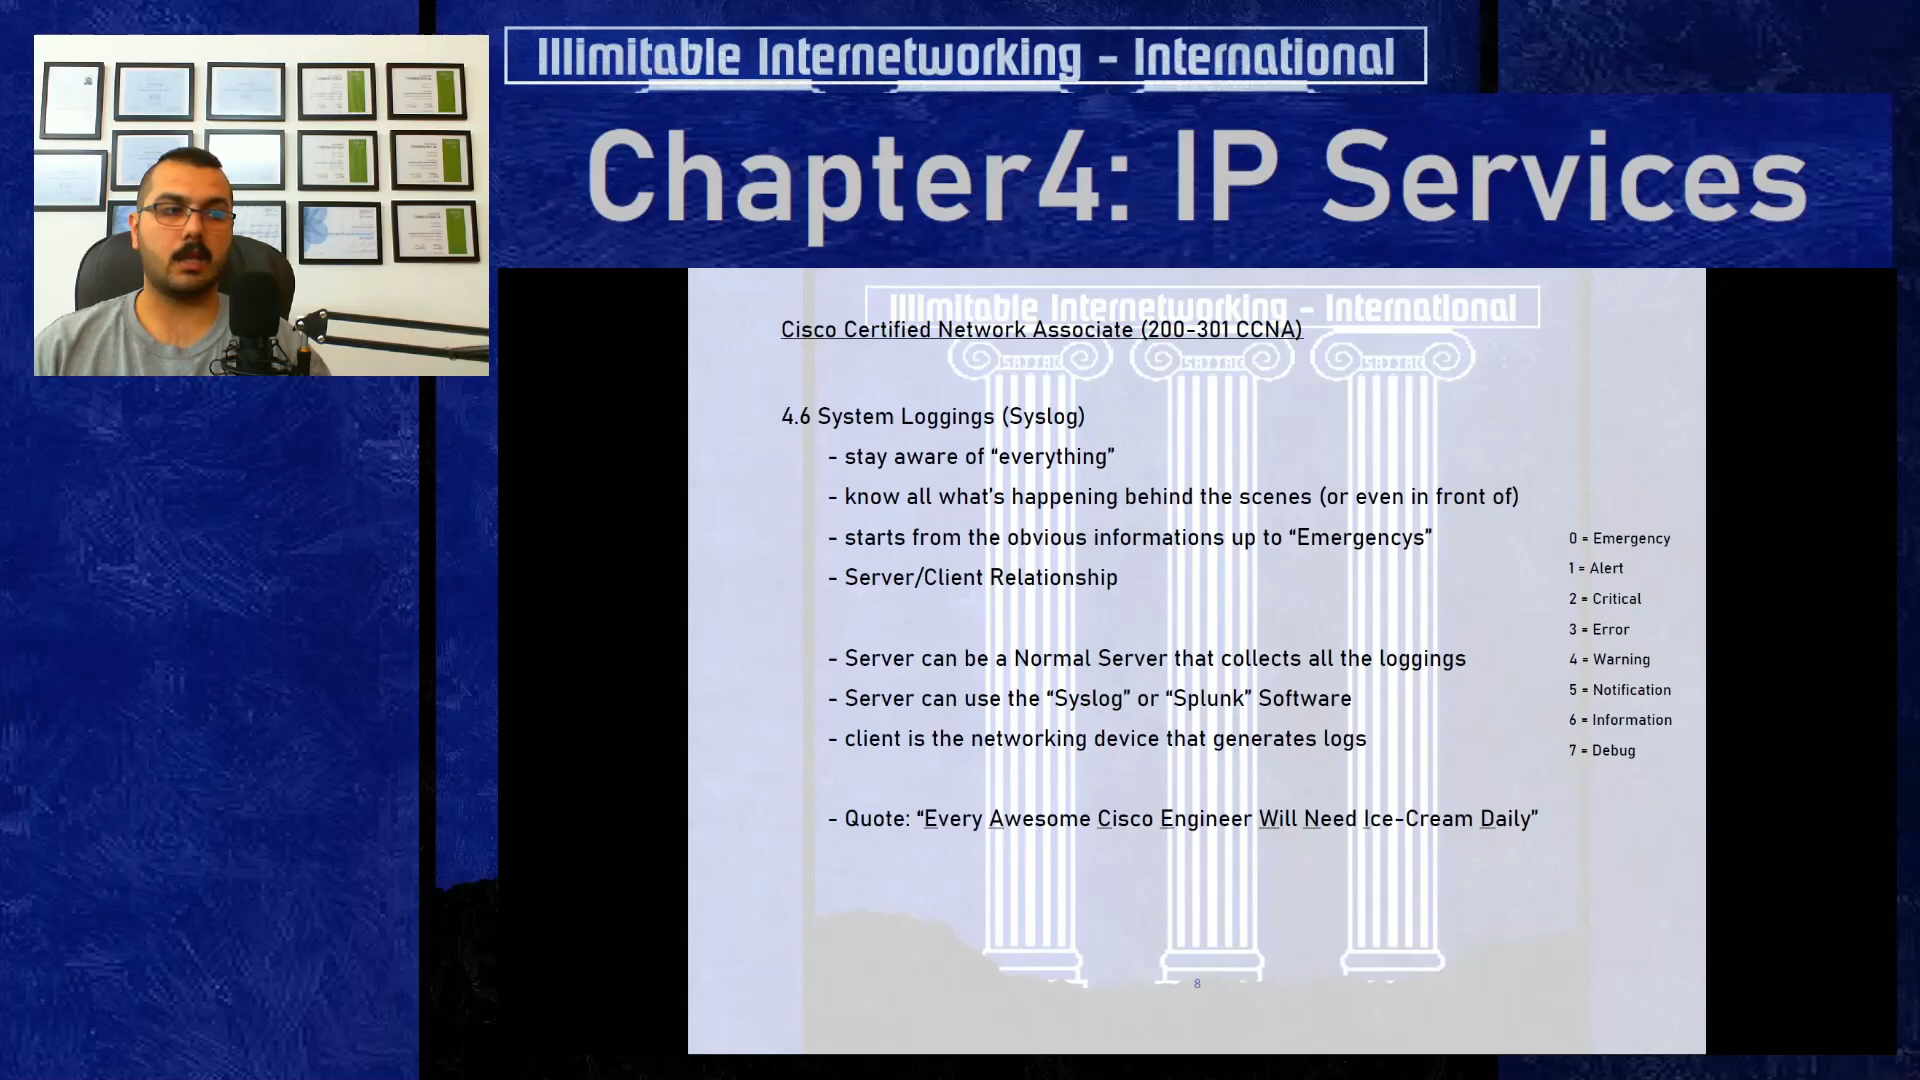 Illimitable Internetworking - International
Chapter4: IP Services
Illimitable Internetworking - International
Cisco Certified Network Associate (200-301 CCNA)
4.6 System Loggings (Syslog)
- stay aware of “everything”
- know all what’s happening behind the scenes (or even in front of)
- starts from the obvious informations up to “Emergencys”
- Server/Client Relationship
- Server can be a Normal Server that collects all the loggings
- Server can use the “Syslog” or “Splunk” Software
- client is the networking device that generates logs
- Quote: “Every Awesome Cisco Engineer Will Need Ice-Cream Daily”
0 = Emergency
1 = Alert
2 = Critical
3 = Error
4 = Warning
5 = Notification
6 = Information
7 = Debug
8